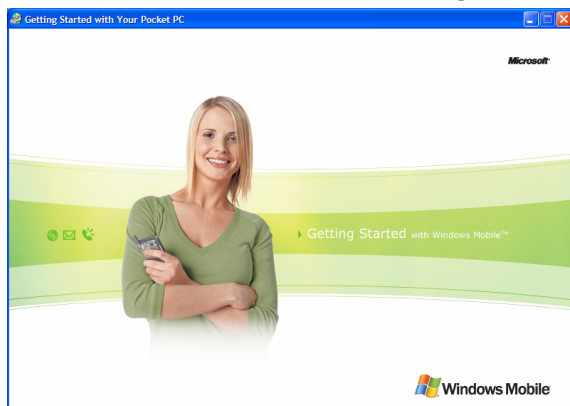 Getting Started with Your Pocket PC
Microsoft
Getting Started with Windows Mobile™
Windows Mobile